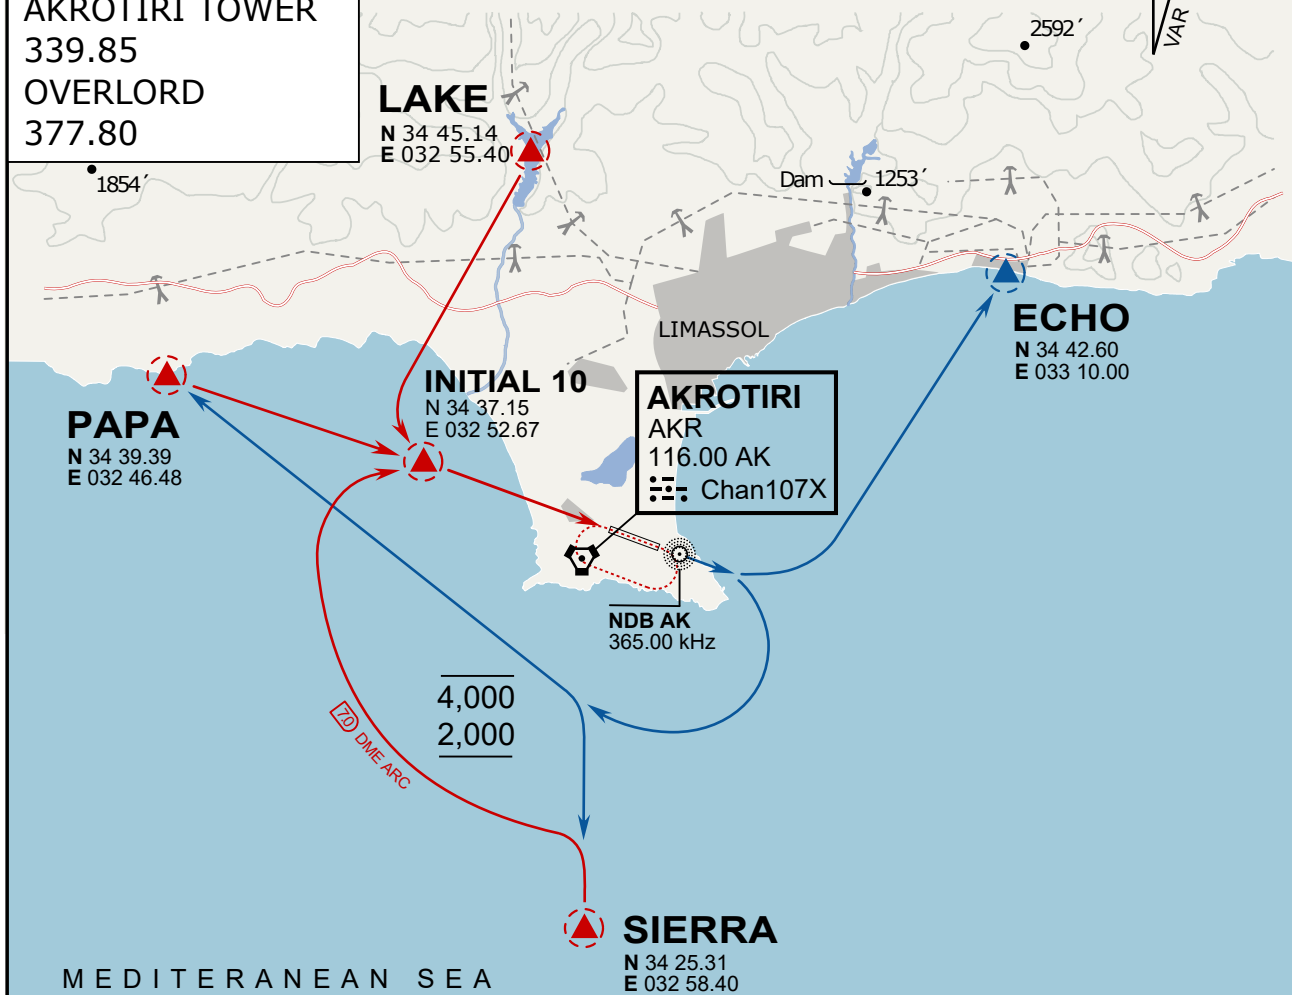 AKROTIRI TOWER
339.85
OVERLORD
377.80
VAR
2592´
LAKE
N 34 45.14
E 032 55.40
1854´
Dam
1253´
LIMASSOL
ECHO
N 34 42.60
E 033 10.00
INITIAL 10
N 34 37.15
E 032 52.67
PAPA
N 34 39.39
E 032 46.48
AKROTIRI
AKR
116.00 AK
Chan107X
NDB AK
365.00 kHz
4,000
2,000
7.0 DME ARC
SIERRA
N 34 25.31
E 032 58.40
MEDITERANEAN SEA